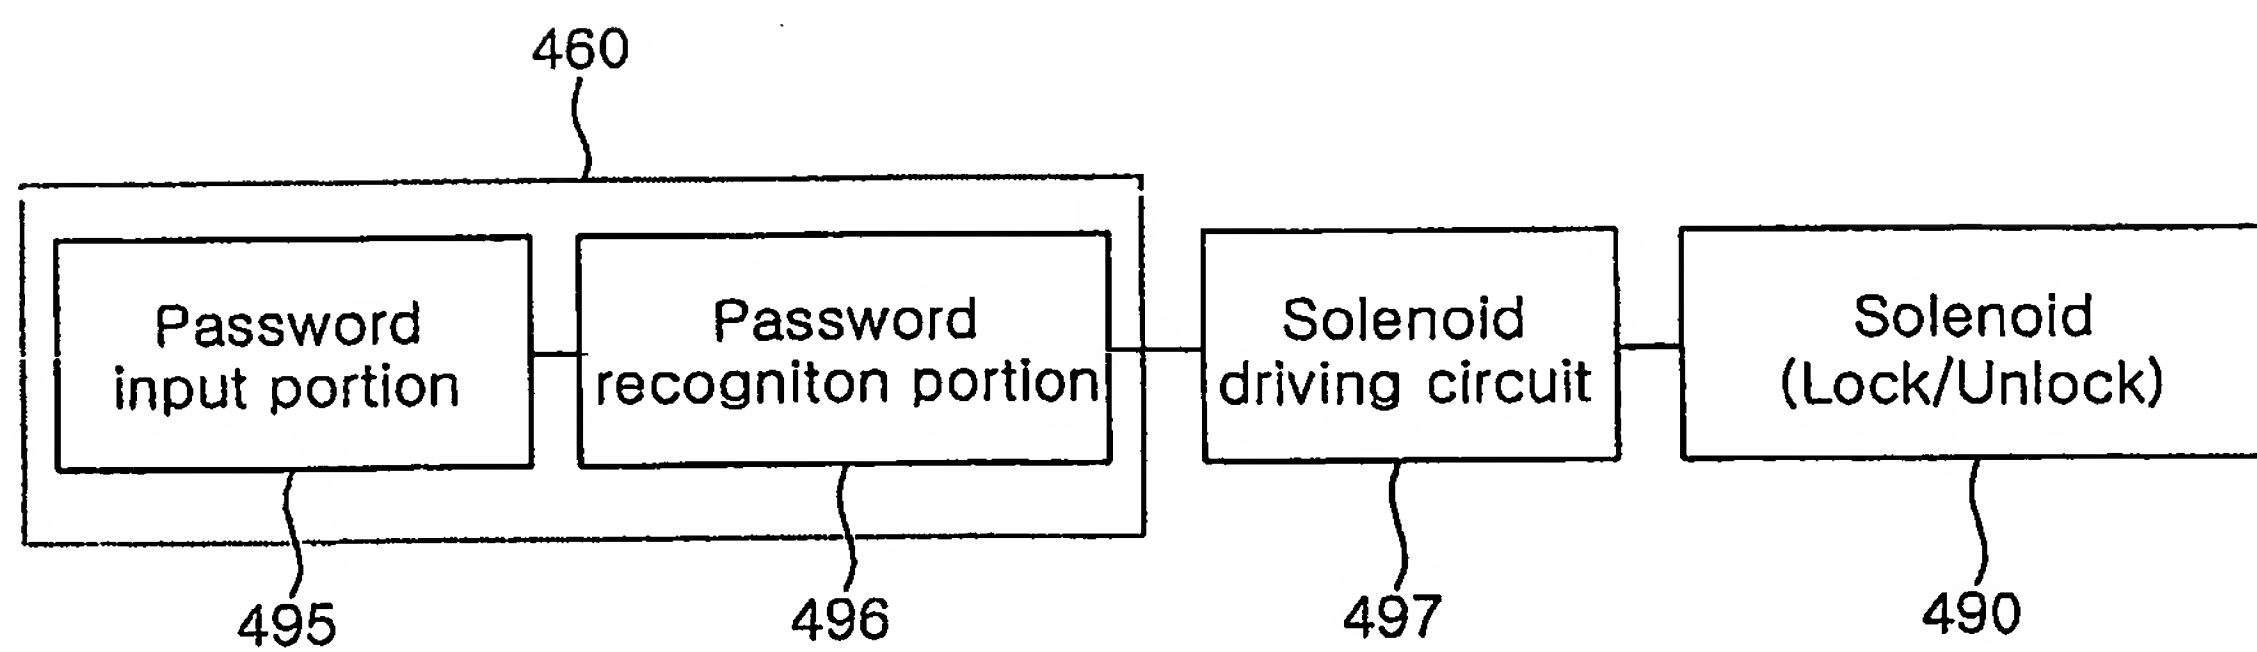 460
Password
input portion
Password
recogniton portion
Solenoid
driving circuit
Solenoid
(Lock/Unlock)
495
496
497
490